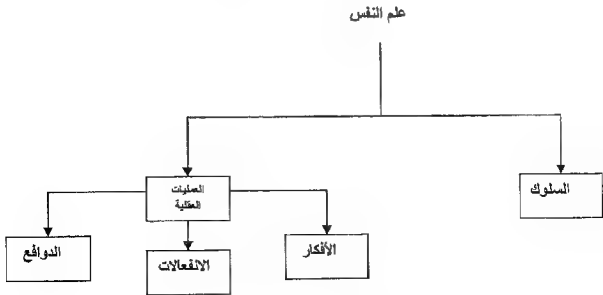 علم النفس
السلوك
العمليات
العقلية
الأفكار
الانفعالات
الدوافع